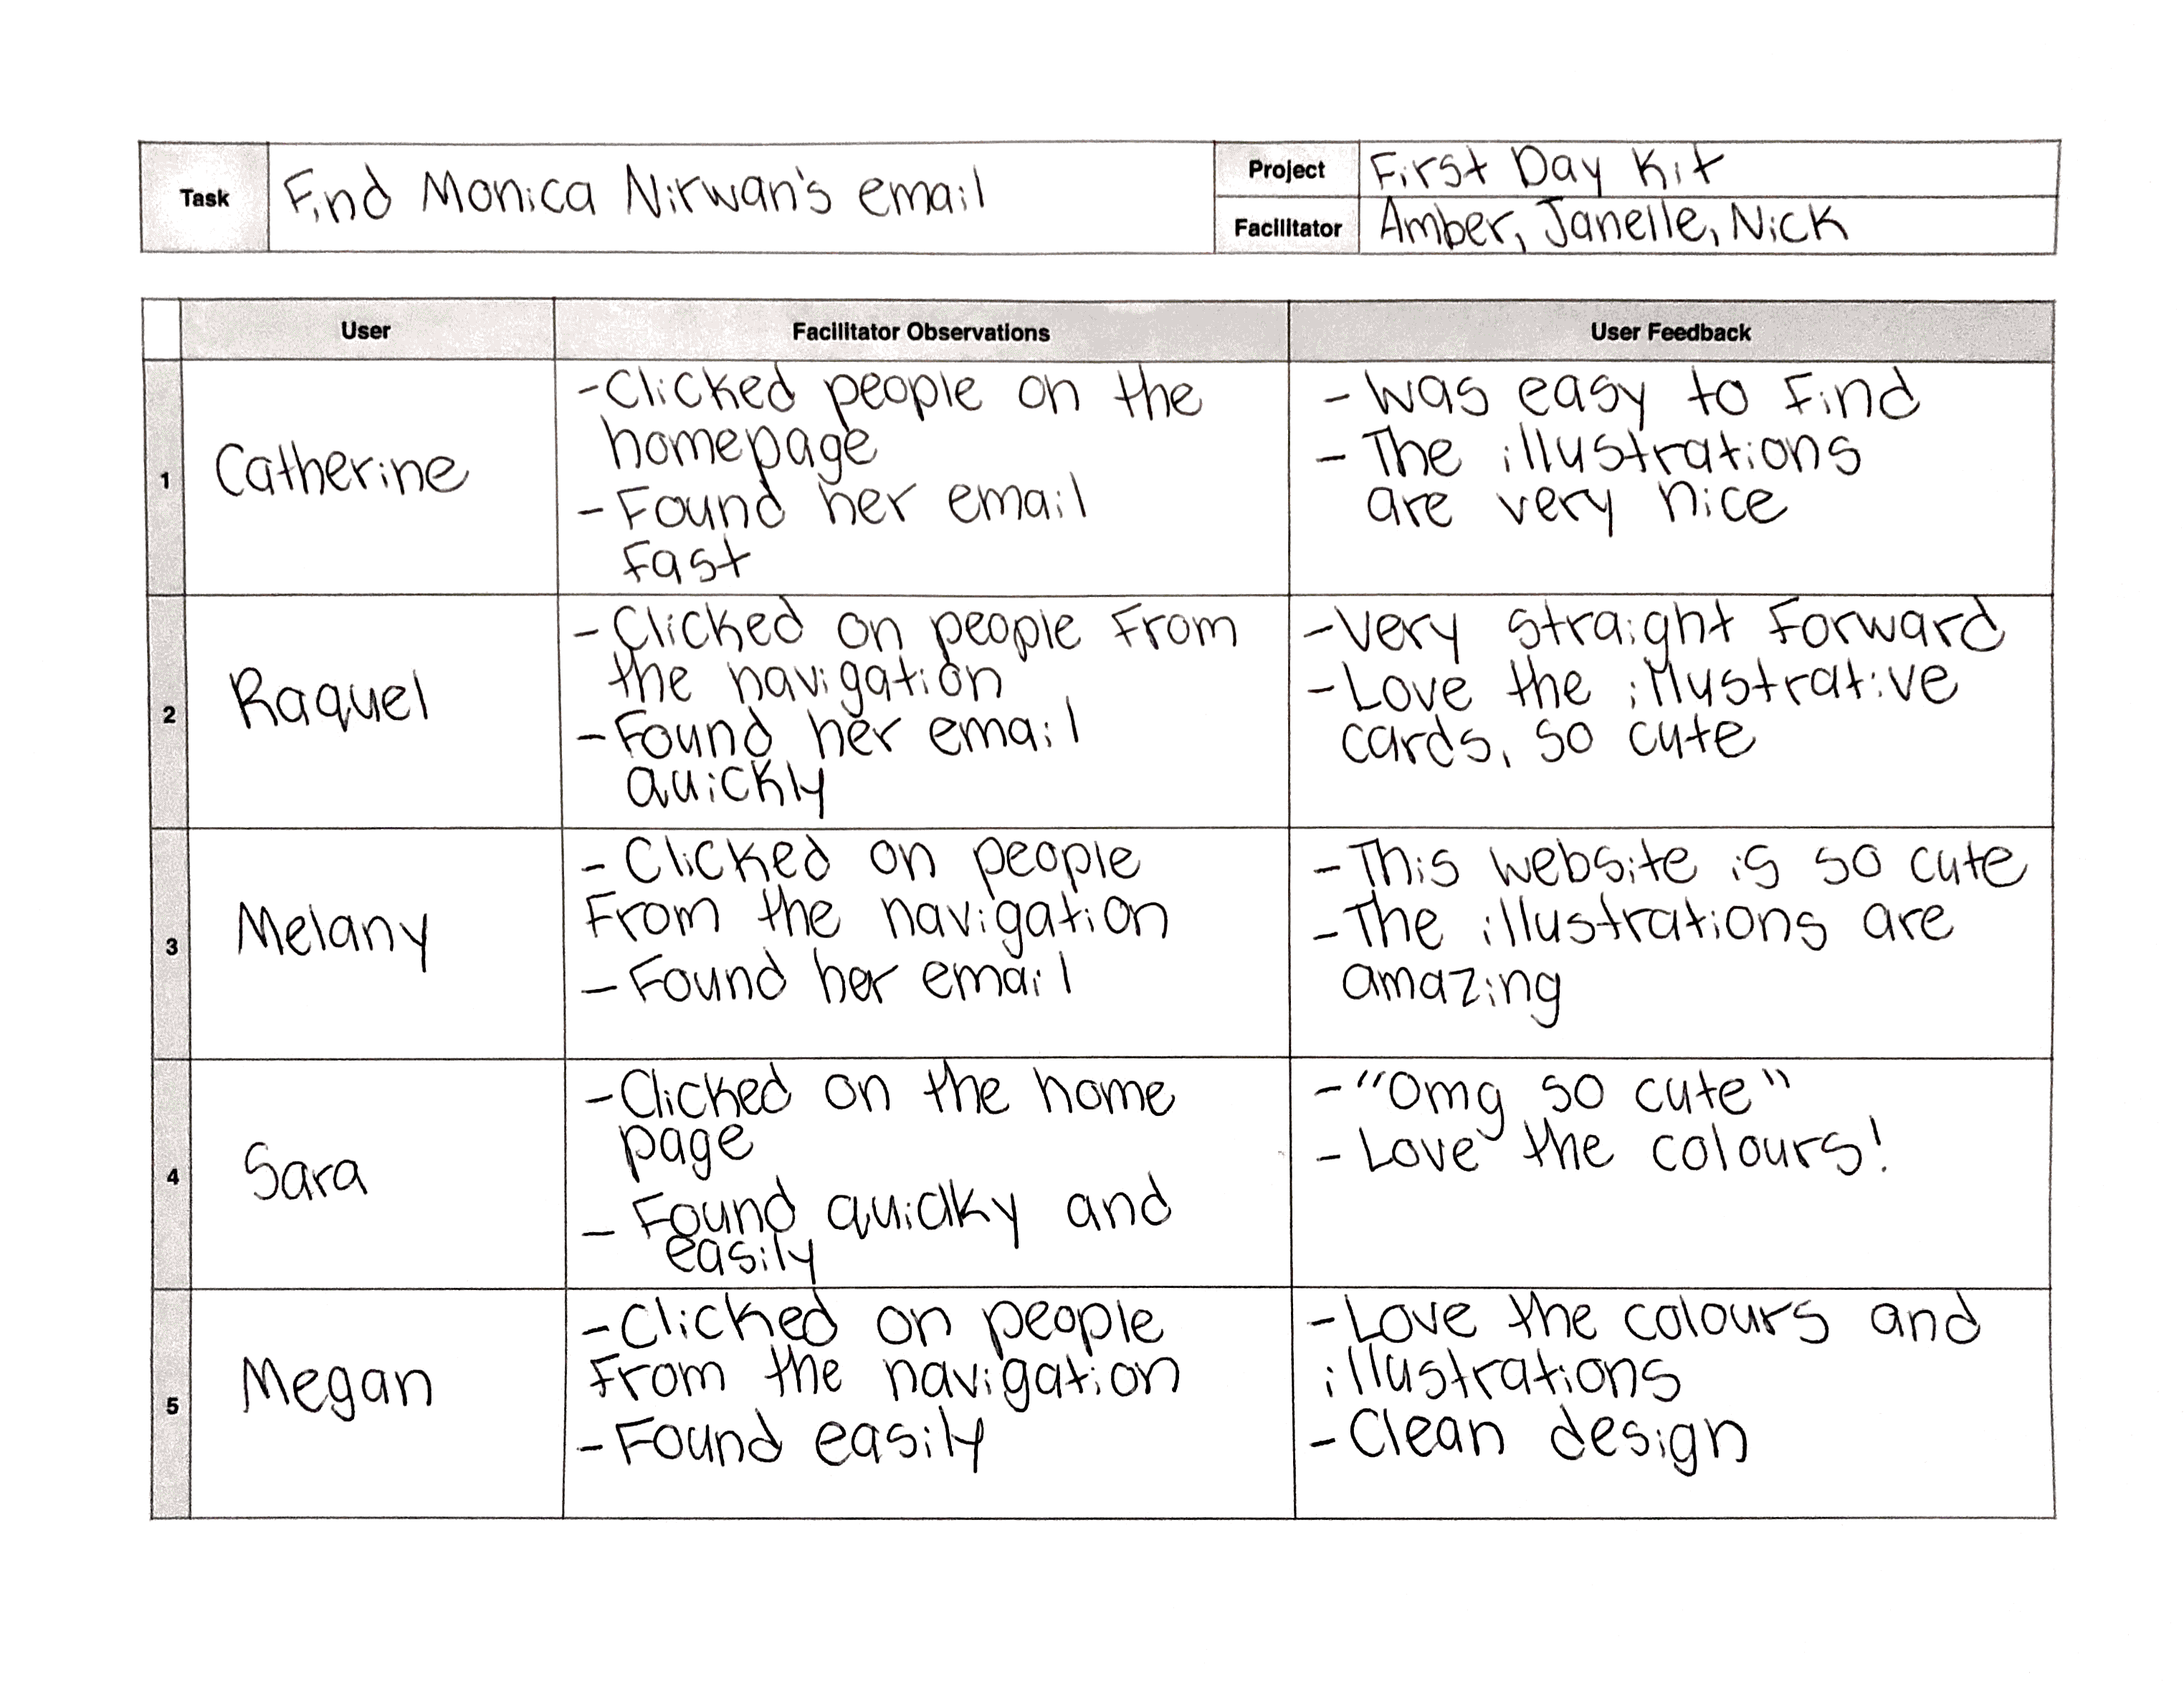 Task
Find Monica Nirwan's email
Project
First Day Kit
Facilitator
Amber, Janelle, Nick
User
Facilitator Observations
User Feedback
1
Catherine
-Clicked people on the
homepage
-Found her email
fast
- Was easy to find
- The illustrations
are very nice
2
Raquel
-Clicked on people from
the navigation
-Found her email
quickly
-Very straight forward
-Love the illustrative
cards, so cute
3
Melany
- Clicked on people
from the navigation
- Found her email
-This website is so cute
-The illustrations are
amazing
4
Sara
-Clicked on the home
page
- Found quickly and
easily
-"Omg so cute"
- Love the colours!
5
Megan
-Clicked on people
from the navigation
-Found easily
-Love the colours and
illustrations
-Clean design